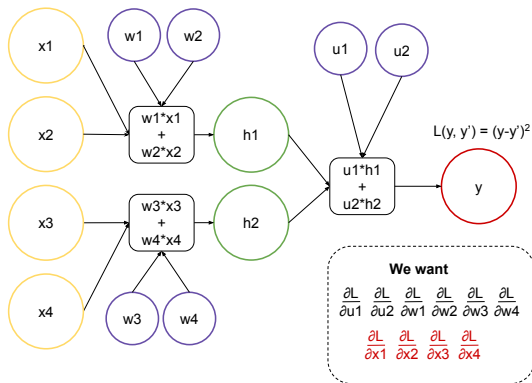 x1
w1
w2
u1
u2
x2
w1*x1
+
w2*x2
h1
L(y, y') = (y-y')²
u1*h1
+
u2*h2
y
x3
w3*x3
+
w4*x4
h2
x4
w3
w4
We want
∂L/∂u1 ∂L/∂u2 ∂L/∂w1 ∂L/∂w2 ∂L/∂w3 ∂L/∂w4
∂L/∂x1 ∂L/∂x2 ∂L/∂x3 ∂L/∂x4